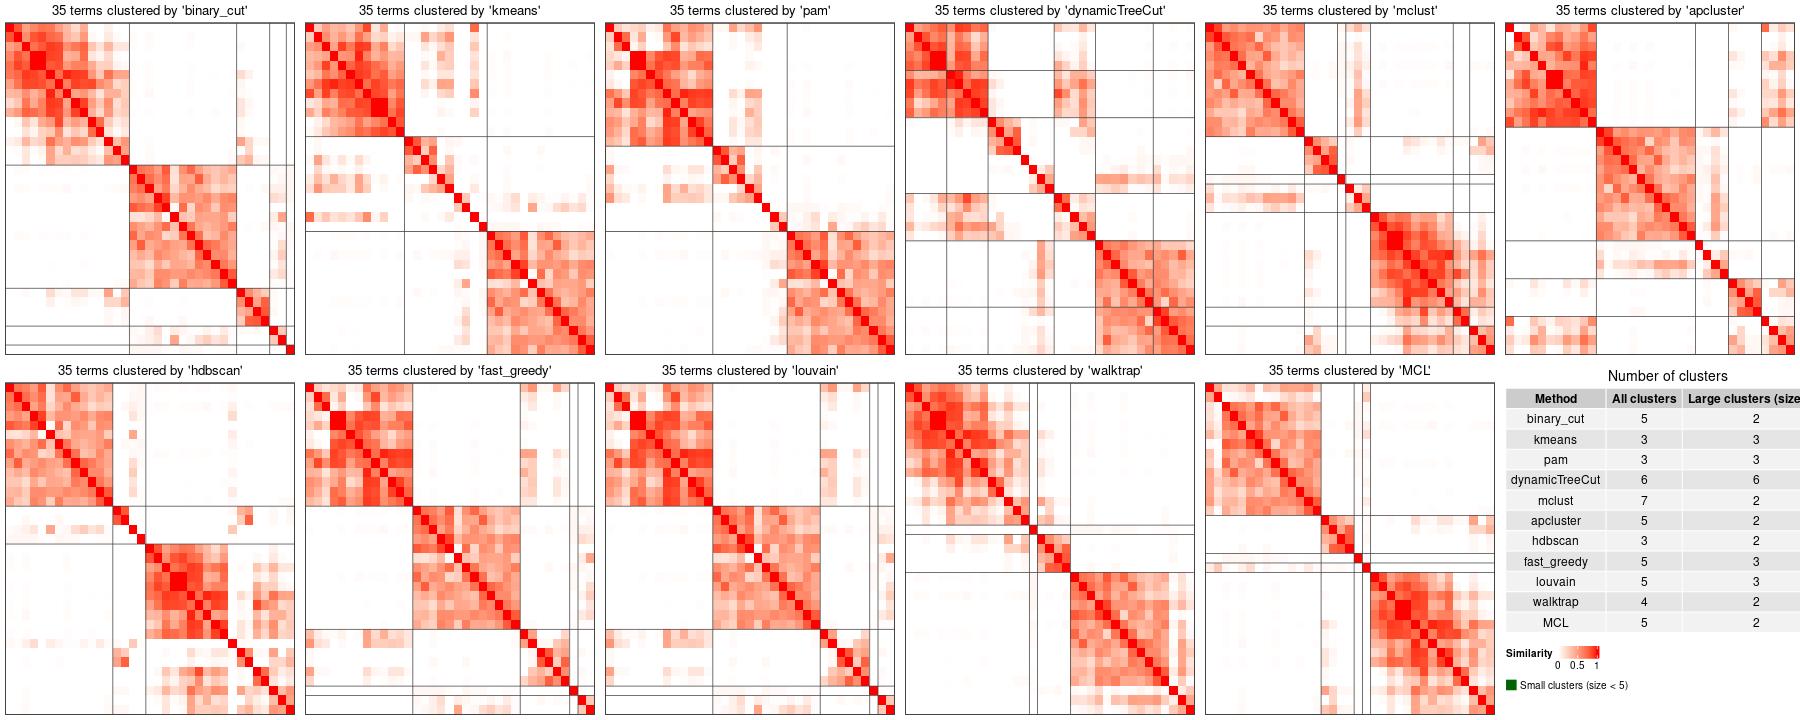 35 terms clustered by 'binary_cut'
35 terms clustered by 'kmeans'
35 terms clustered by 'pam'
35 terms clustered by 'dynamicTreeCut'
35 terms clustered by 'mclust'
35 terms clustered by 'apcluster'
35 terms clustered by 'hdbscan'
35 terms clustered by 'fast_greedy'
35 terms clustered by 'louvain'
35 terms clustered by 'walktrap'
35 terms clustered by 'MCL'
Number of clusters
Method All clusters Large clusters (size
binary_cut 5 2
kmeans 3 3
pam 3 3
dynamicTreeCut 6 6
mclust 7 2
apcluster 5 2
hdbscan 3 2
fast_greedy 5 3
louvain 5 3
walktrap 4 2
MCL 5 2
Similarity
0 0.5 1
Small clusters (size < 5)